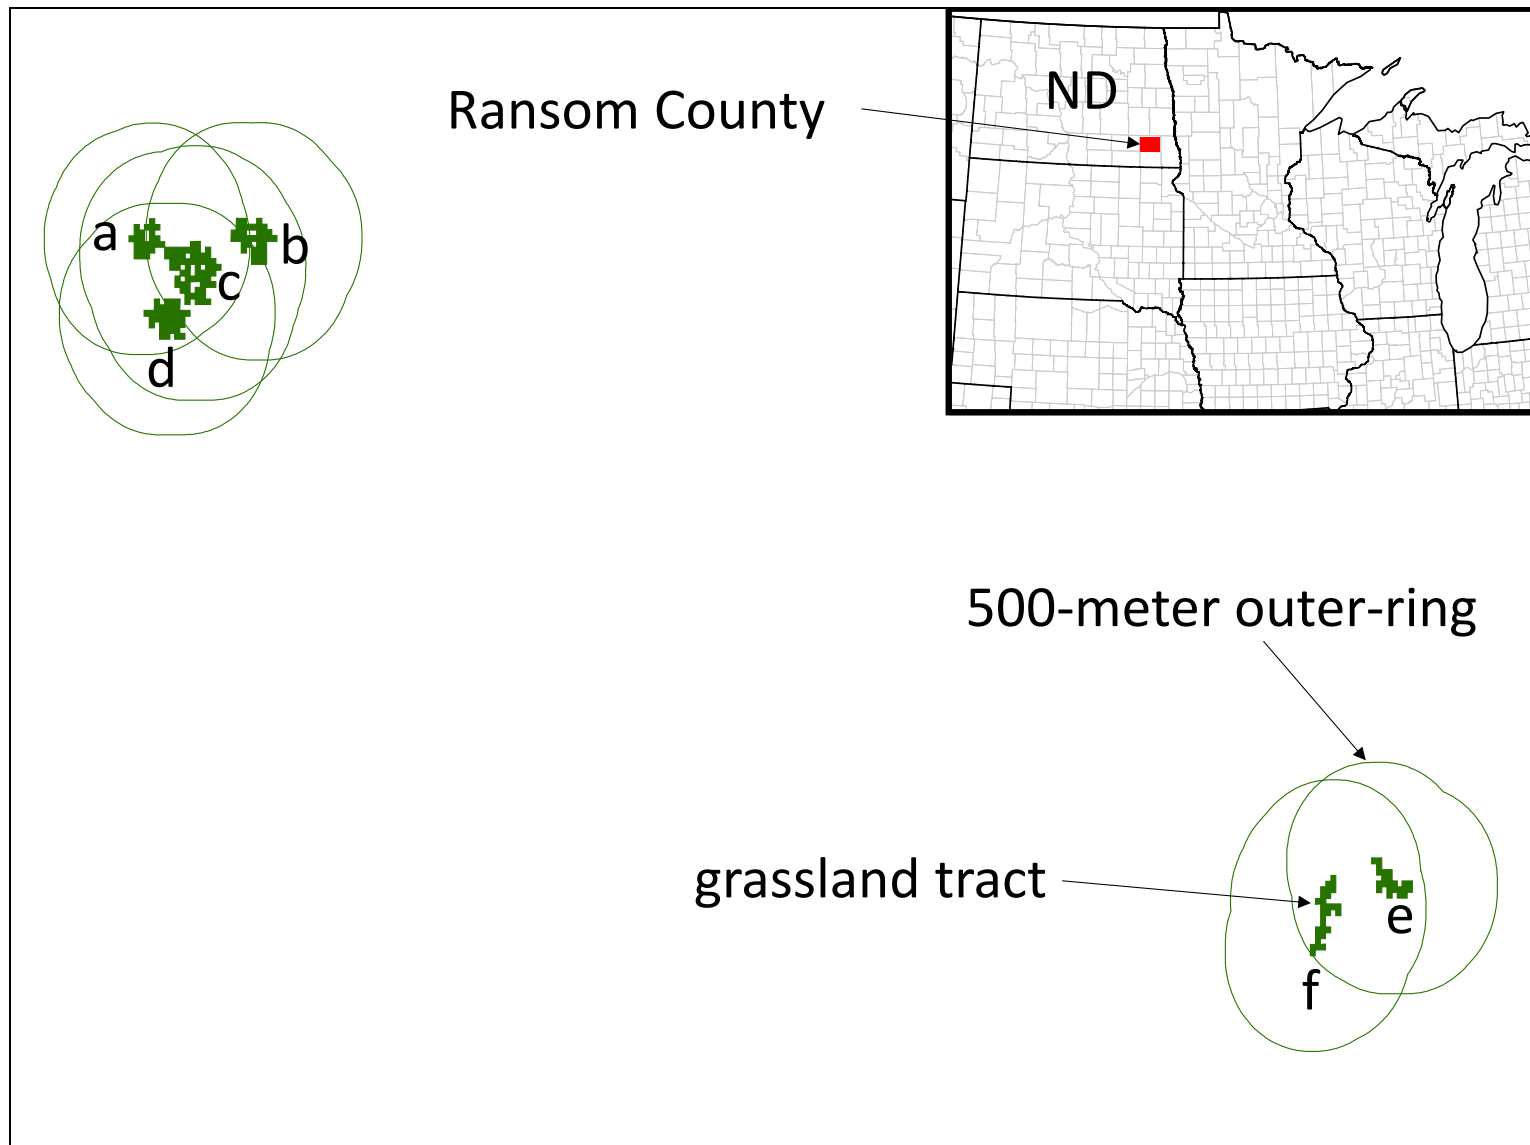 ND
Ransom County
a
b
c
d
500-meter outer-ring
grassland tract
e
f